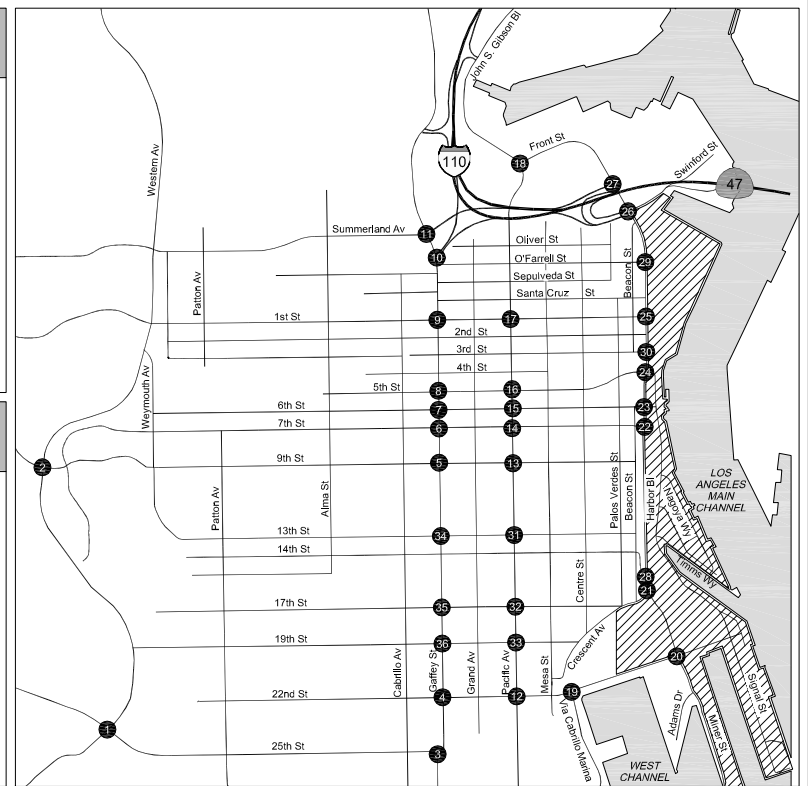 John S. Gibson Bl
Front St
18
110
Western Av
Swinford St
27
47
26
Summerland Av
11
Oliver St
10
O'Farrell St
29
Beacon St
Sepulveda St
Patton Av
Santa Cruz St
1st St
9
17
25
2nd St
3rd St
30
4th St
24
5th St
8
16
Weymouth Av
6th St
7
15
23
7th St
6
14
22
2
9th St
5
13
Palos Verdes St
Beacon St
Harbor Bl
LOS
ANGELES
MAIN
CHANNEL
Nagoya Wy
Patton Av
Alma St
13th St
34
31
14th St
Centre St
28
Timms Wy
21
17th St
35
32
19th St
36
33
Crescent Av
20
Cabrillo Av
Gaffey St
Grand Av
Pacific Av
Mesa St
22nd St
4
12
19
Adams Dr
Signal St
Miner St
Via Cabrillo Marina
1
25th St
3
WEST
CHANNEL